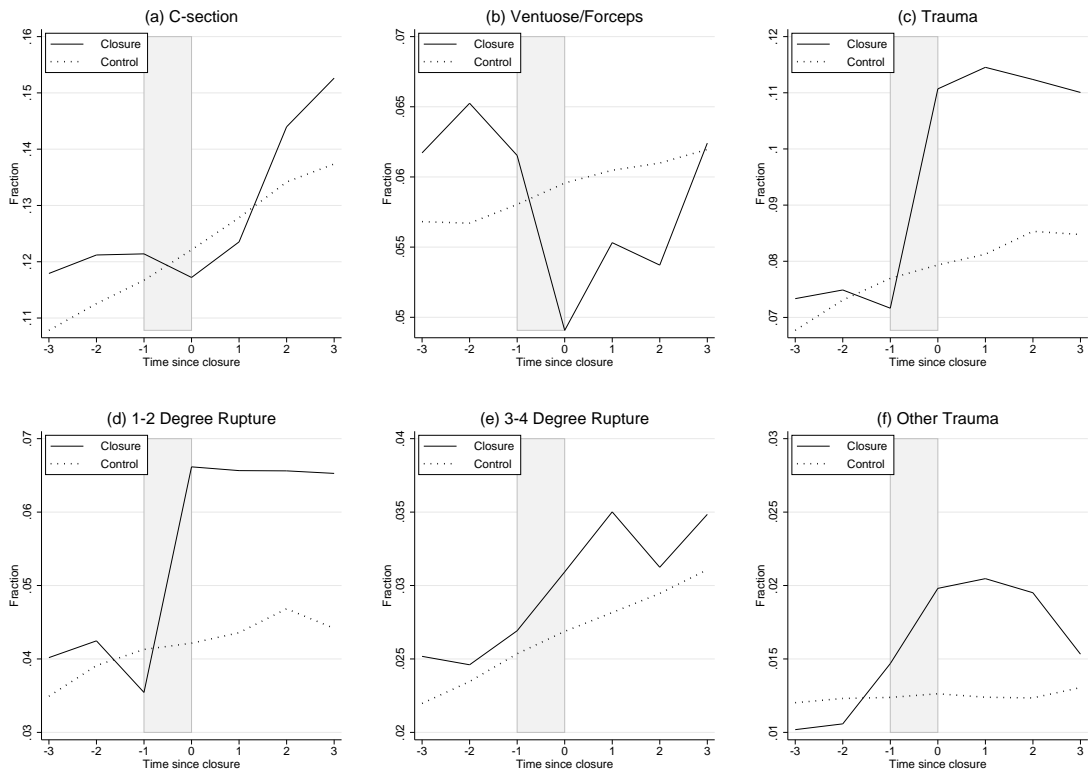 (a) C-section
Closure
Control
Fraction
.11 .12 .13 .14 .15 .16
-3 -2 -1 0 1 2 3
Time since closure
(b) Ventuose/Forceps
Closure
Control
Fraction
.05 .055 .06 .065 .07
-3 -2 -1 0 1 2 3
Time since closure
(c) Trauma
Closure
Control
Fraction
.07 .08 .09 .1 .11 .12
-3 -2 -1 0 1 2 3
Time since closure
(d) 1-2 Degree Rupture
Closure
Control
Fraction
.03 .04 .05 .06 .07
-3 -2 -1 0 1 2 3
Time since closure
(e) 3-4 Degree Rupture
Closure
Control
Fraction
.02 .025 .03 .035 .04
-3 -2 -1 0 1 2 3
Time since closure
(f) Other Trauma
Closure
Control
Fraction
.01 .015 .02 .025 .03
-3 -2 -1 0 1 2 3
Time since closure